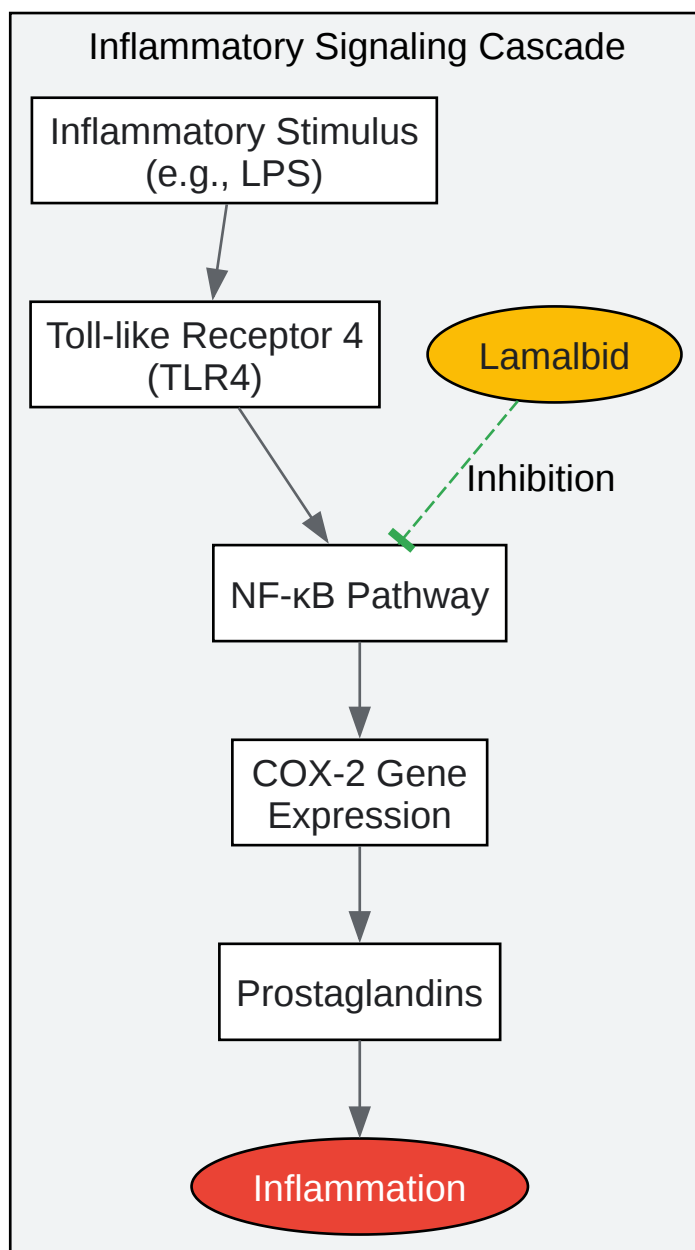 Inflammatory Signaling Cascade
Inflammatory Stimulus
(e.g., LPS)
Toll-like Receptor 4
(TLR4)
Lamalbid
Inhibition
NF-κB Pathway
COX-2 Gene
Expression
Prostaglandins
Inflammation